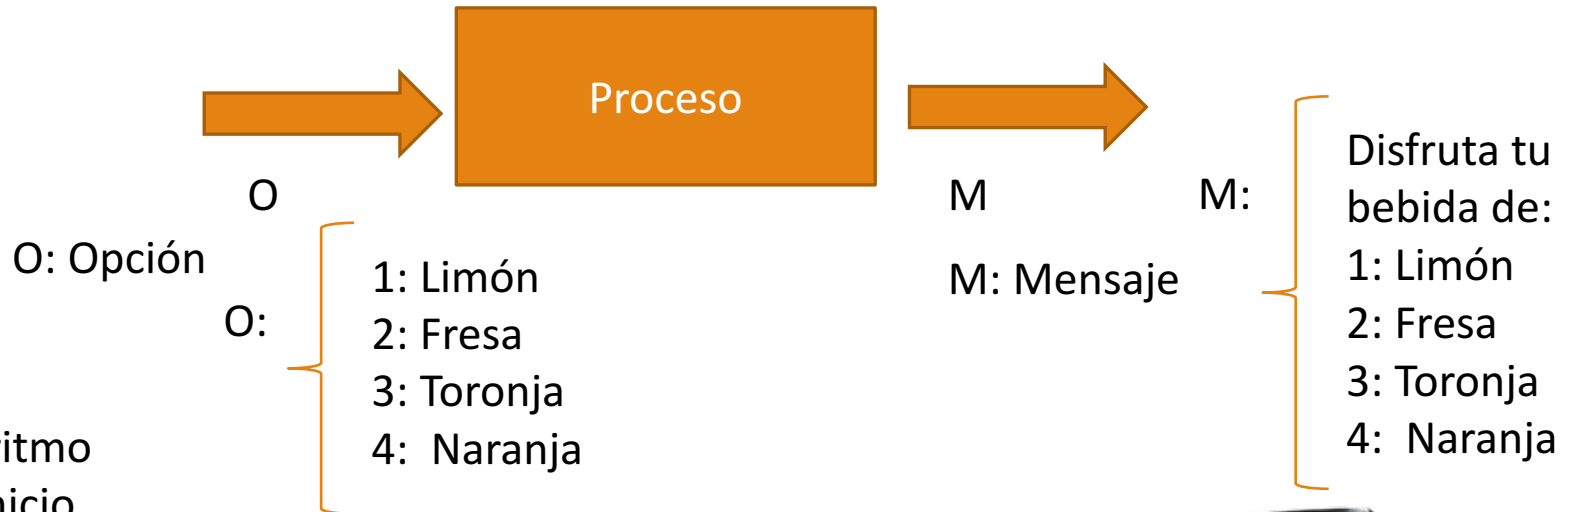 Proceso
O
O: Opción
O:
1: Limón
2: Fresa
3: Toronja
4: Naranja
M
M: Mensaje
M:
Disfruta tu
bebida de:
1: Limón
2: Fresa
3: Toronja
4: Naranja